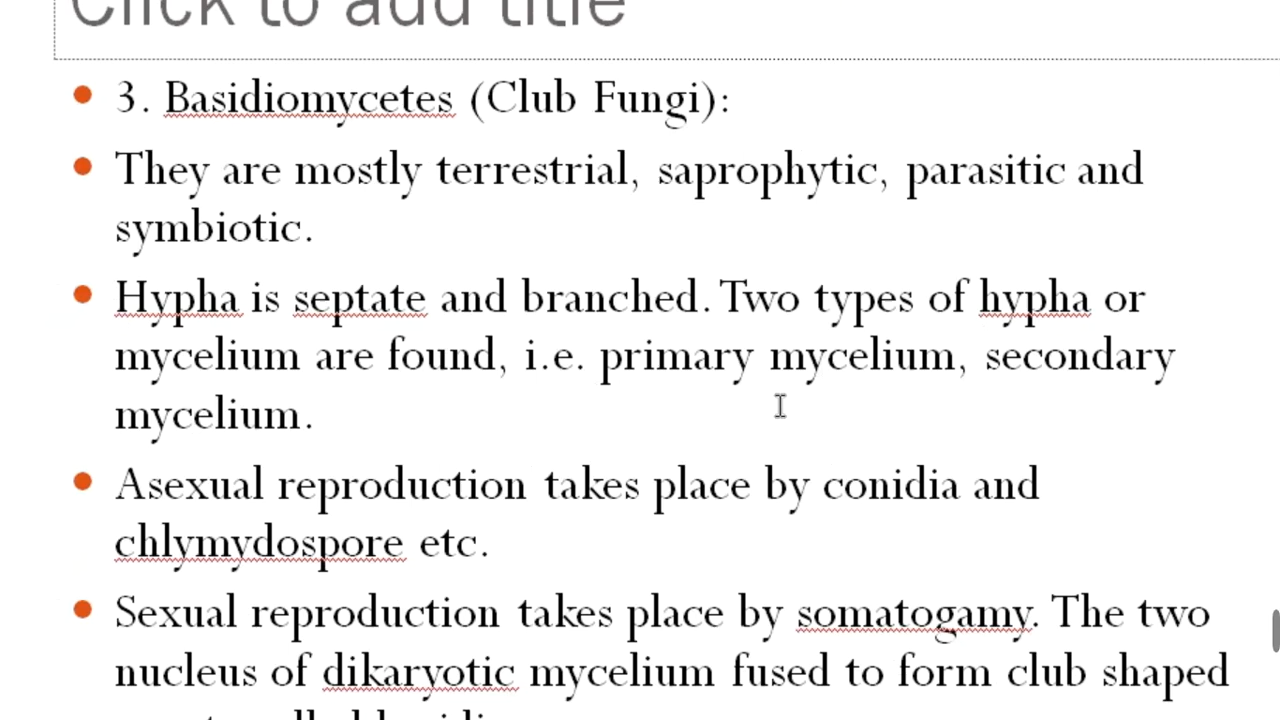 Click to add title
3. Basidiomycetes (Club Fungi):
They are mostly terrestrial, saprophytic, parasitic and
symbiotic.
Hypha is septate and branched. Two types of hypha or
mycelium are found, i.e. primary mycelium, secondary
mycelium.
Asexual reproduction takes place by conidia and
chlymydospore etc.
Sexual reproduction takes place by somatogamy. The two
nucleus of dikaryotic mycelium fused to form club shaped